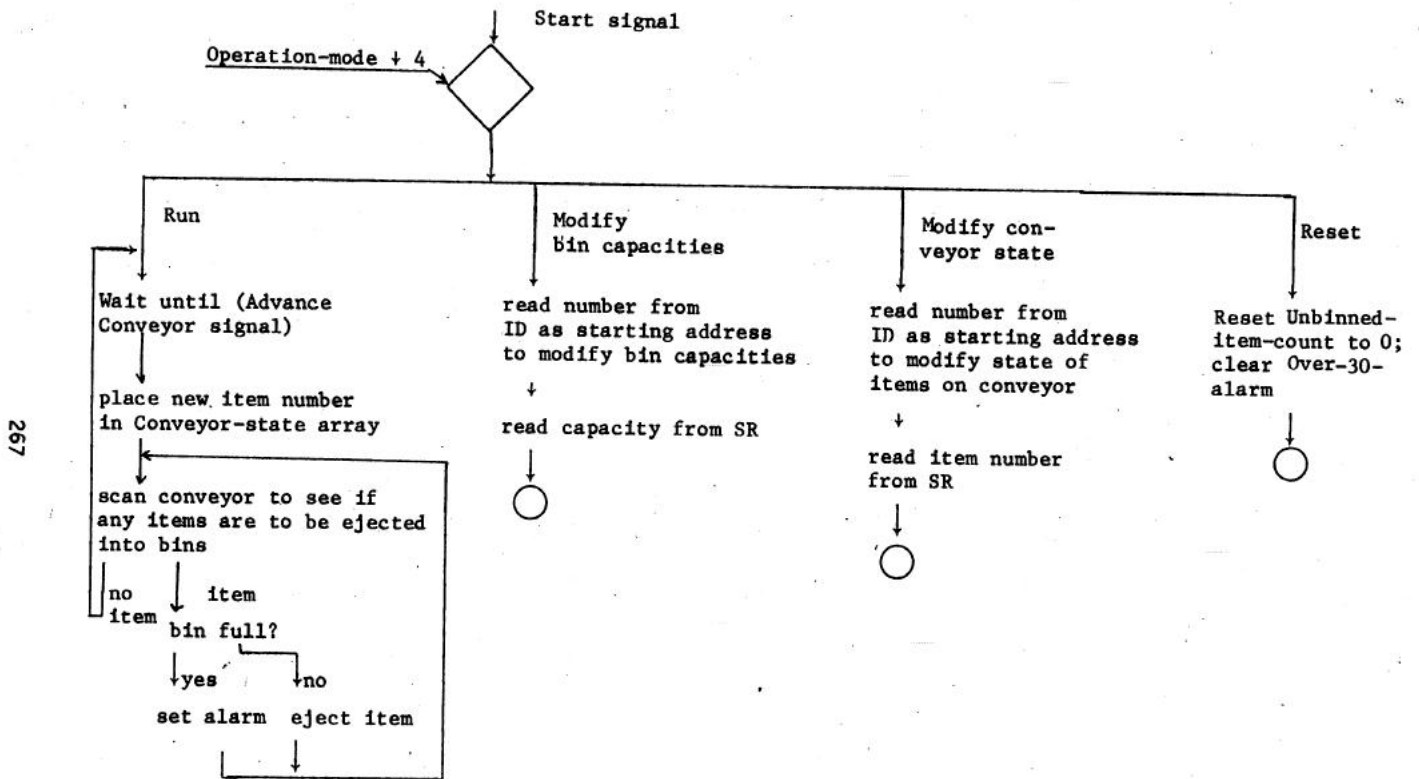 Start signal
Operation-mode ↓ 4
Run
Modify
bin capacities
Modify con-
veyor state
Reset
Wait until (Advance
Conveyor signal)
place new item number
in Conveyor-state array
scan conveyor to see if
any items are to be ejected
into bins
no
item
item
bin full?
yes
no
set alarm
eject item
read number from
ID as starting address
to modify bin capacities
read capacity from SR
read number from
ID as starting address
to modify state of
items on conveyor
read item number
from SR
Reset Unbinned-
item-count to 0;
clear Over-30-
alarm
267